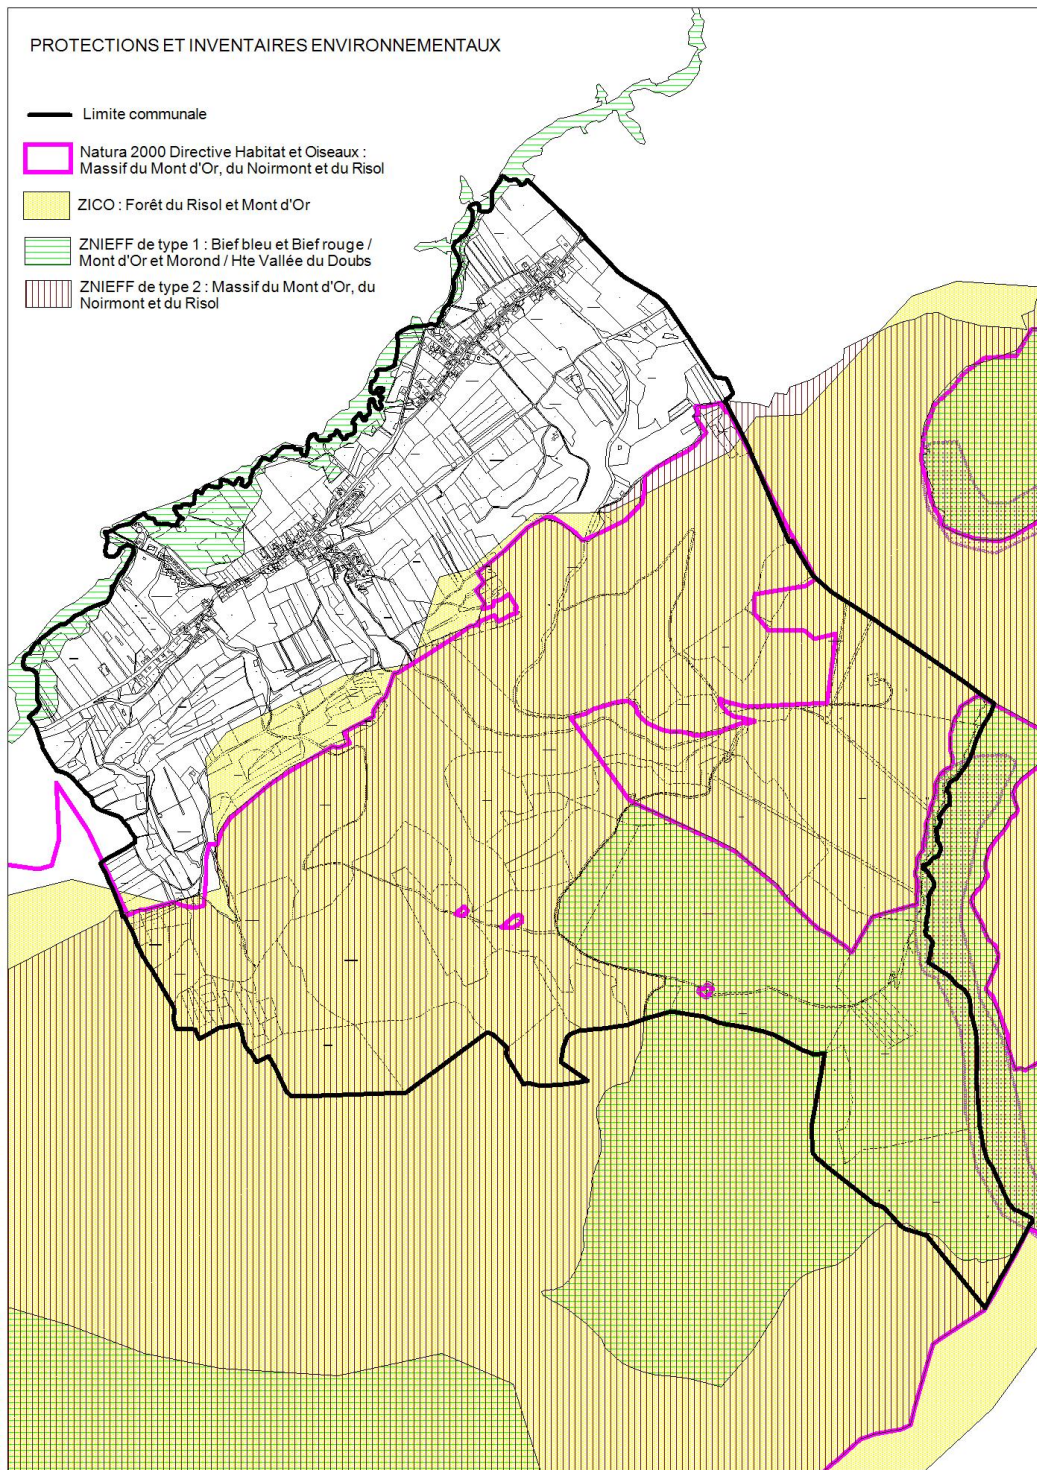 PROTECTIONS ET INVENTAIRES ENVIRONNEMENTAUX
Limite communale
Natura 2000 Directive Habitat et Oiseaux :
Massif du Mont d'Or, du Noirmont et du Risol
ZICO : Forêt du Risol et Mont d'Or
ZNIEFF de type 1 : Bief bleu et Bief rouge /
Mont d'Or et Morond / Hte Vallée du Doubs
ZNIEFF de type 2 : Massif du Mont d'Or, du
Noirmont et du Risol